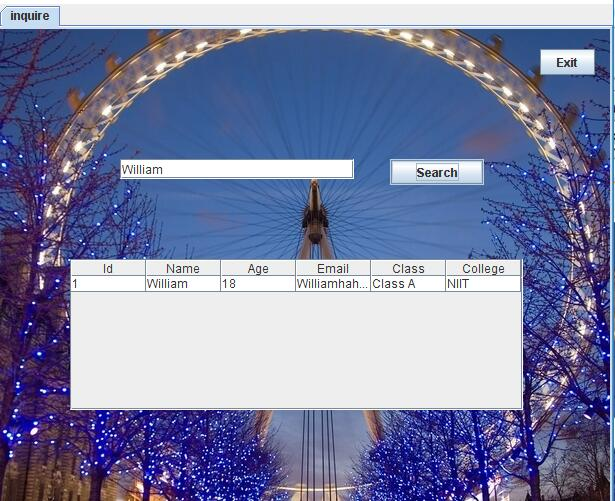 inquire
Exit
William Search
Id Name Age Email Class College
1 William 18 Williamhah... Class A NIIT